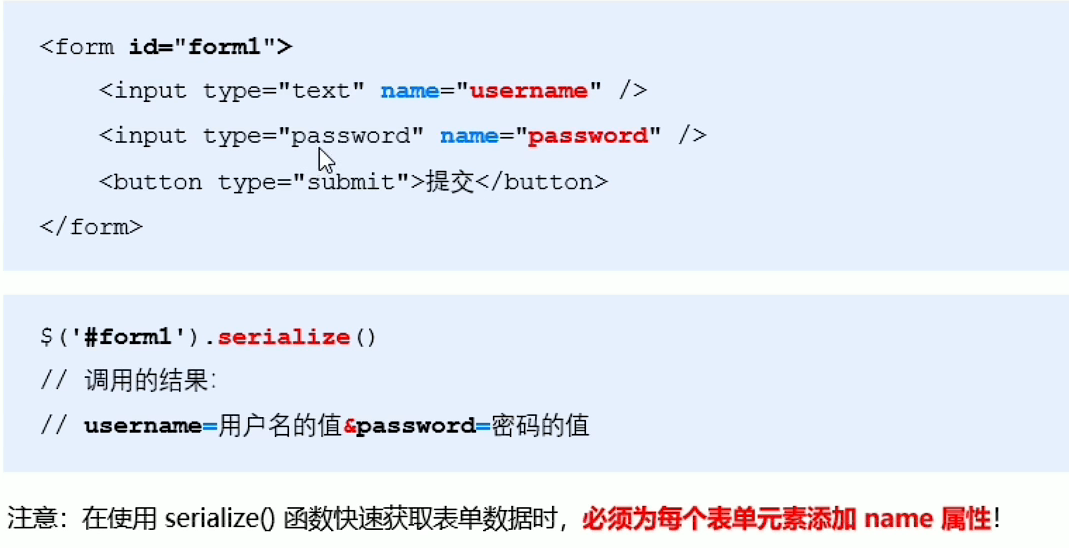 <form id="form1">
<input type="text" name="username" />
<input type="password" name="password" />
<button type="submit">提交</button>
</form>
$('#form1').serialize()
// 调用的结果：
// username=用户名的值&password=密码的值
注意：在使用 serialize() 函数快速获取表单数据时，必须为每个表单元素添加 name 属性！